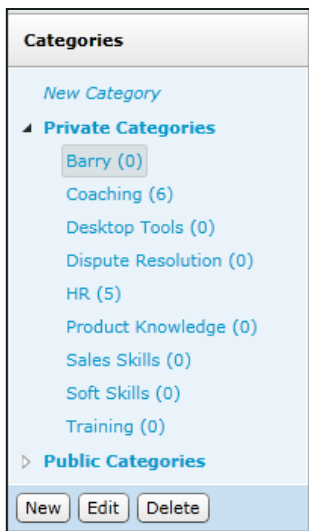 Categories
New Category
Private Categories
Barry (0)
Coaching (6)
Desktop Tools (0)
Dispute Resolution (0)
HR (5)
Product Knowledge (0)
Sales Skills (0)
Soft Skills (0)
Training (0)
Public Categories
New Edit Delete